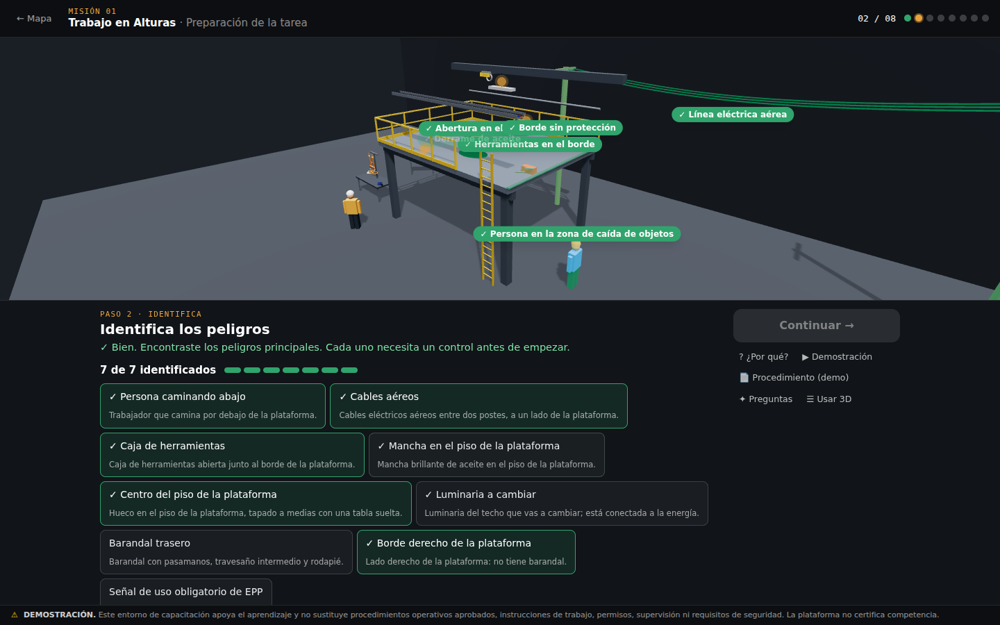 ← Mapa
MISIÓN 01
Trabajo en Alturas · Preparación de la tarea
02 / 08
✓ Línea eléctrica aérea
✓ Abertura en el
✓ Borde sin protección
✓ Derrame de aceite
✓ Herramientas en el borde
✓ Persona en la zona de caída de objetos
PASO 2 · IDENTIFICA
Identifica los peligros
✓ Bien. Encontraste los peligros principales. Cada uno necesita un control antes de empezar.
7 de 7 identificados
✓ Persona caminando abajo
Trabajador que camina por debajo de la plataforma.
✓ Cables aéreos
Cables eléctricos aéreos entre dos postes, a un lado de la plataforma.
✓ Caja de herramientas
Caja de herramientas abierta junto al borde de la plataforma.
✓ Mancha en el piso de la plataforma
Mancha brillante de aceite en el piso de la plataforma.
✓ Centro del piso de la plataforma
Hueco en el piso de la plataforma, tapado a medias con una tabla suelta.
✓ Luminaria a cambiar
Luminaria del techo que vas a cambiar; está conectada a la energía.
Barandal trasero
Barandal con pasamanos, travesaño intermedio y rodapié.
✓ Borde derecho de la plataforma
Lado derecho de la plataforma: no tiene barandal.
Señal de uso obligatorio de EPP
Continuar →
? ¿Por qué?
▶ Demostración
📄 Procedimiento (demo)
✦ Preguntas
☰ Usar 3D
⚠ DEMOSTRACIÓN. Este entorno de capacitación apoya el aprendizaje y no sustituye procedimientos operativos aprobados, instrucciones de trabajo, permisos, supervisión ni requisitos de seguridad. La plataforma no certifica competencia.